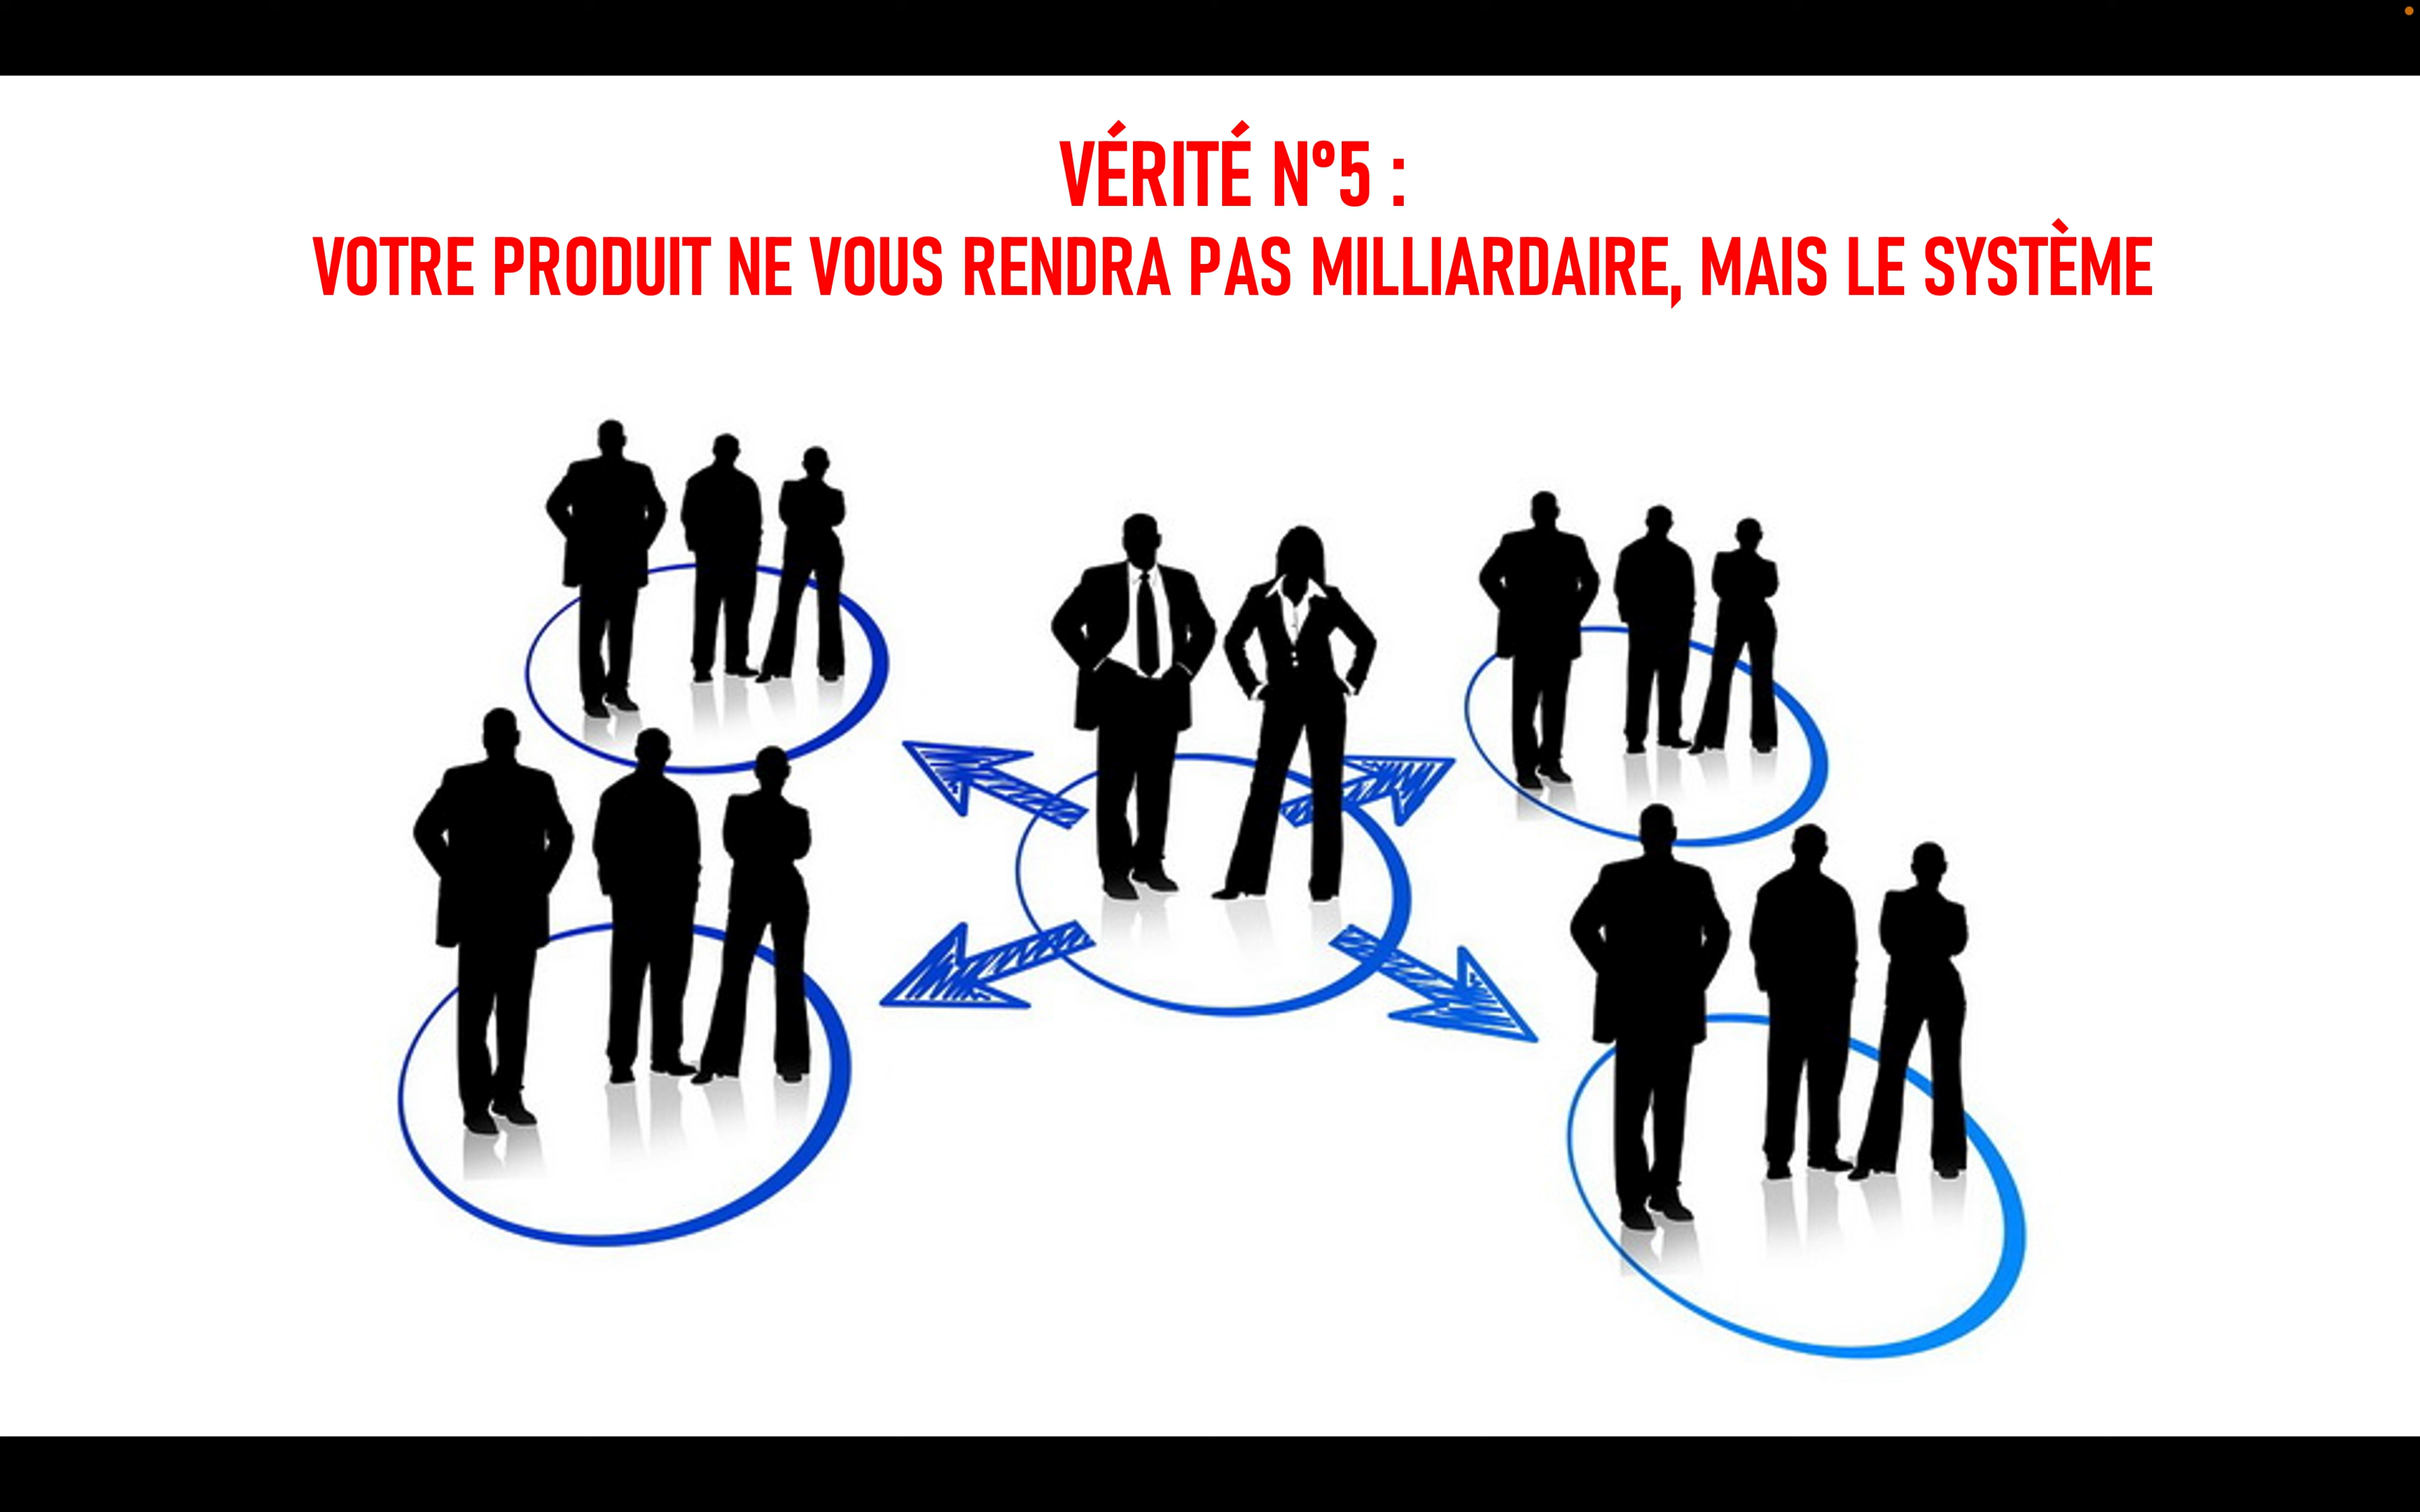 VÉRITÉ N°5 :
VOTRE PRODUIT NE VOUS RENDRA PAS MILLIARDAIRE, MAIS LE SYSTÈME